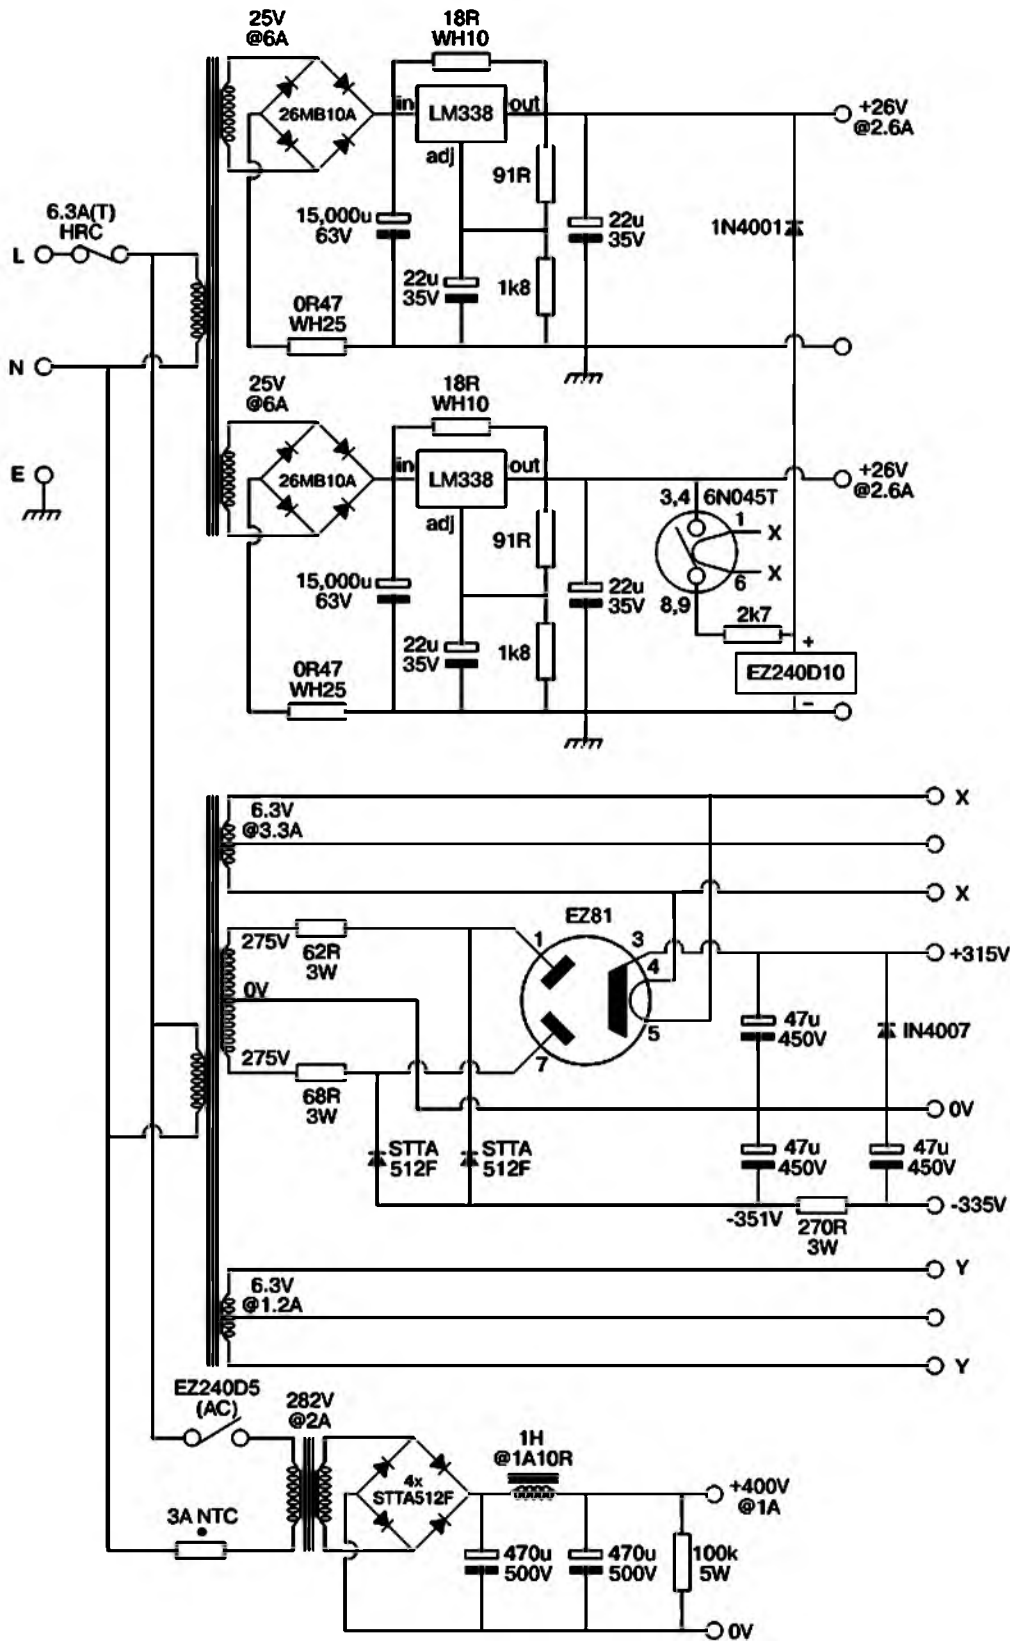 25V
@6A
18R
WH10
26MB10A
in
LM338
out
adj
+26V
@2.6A
91R
6.3A(T)
HRC
L
15,000u
63V
22u
35V
1N4001
22u
35V
1k8
0R47
WH25
N
25V
@6A
18R
WH10
E
26MB10A
in
LM338
out
adj
+26V
@2.6A
3,4
6N045T
1
X
6
X
8,9
91R
15,000u
63V
22u
35V
2k7
22u
35V
1k8
+
EZ240D10
-
0R47
WH25
6.3V
@3.3A
X
X
EZ81
275V
62R
3W
1
3
4
+315V
0V
5
7
47u
450V
IN4007
275V
68R
3W
0V
STTA
512F
STTA
512F
47u
450V
47u
450V
-351V
270R
3W
-335V
6.3V
@1.2A
Y
Y
EZ240D5
(AC)
282V
@2A
1H
@1A10R
4x
STTA512F
+400V
@1A
3A NTC
470u
500V
470u
500V
100k
5W
0V